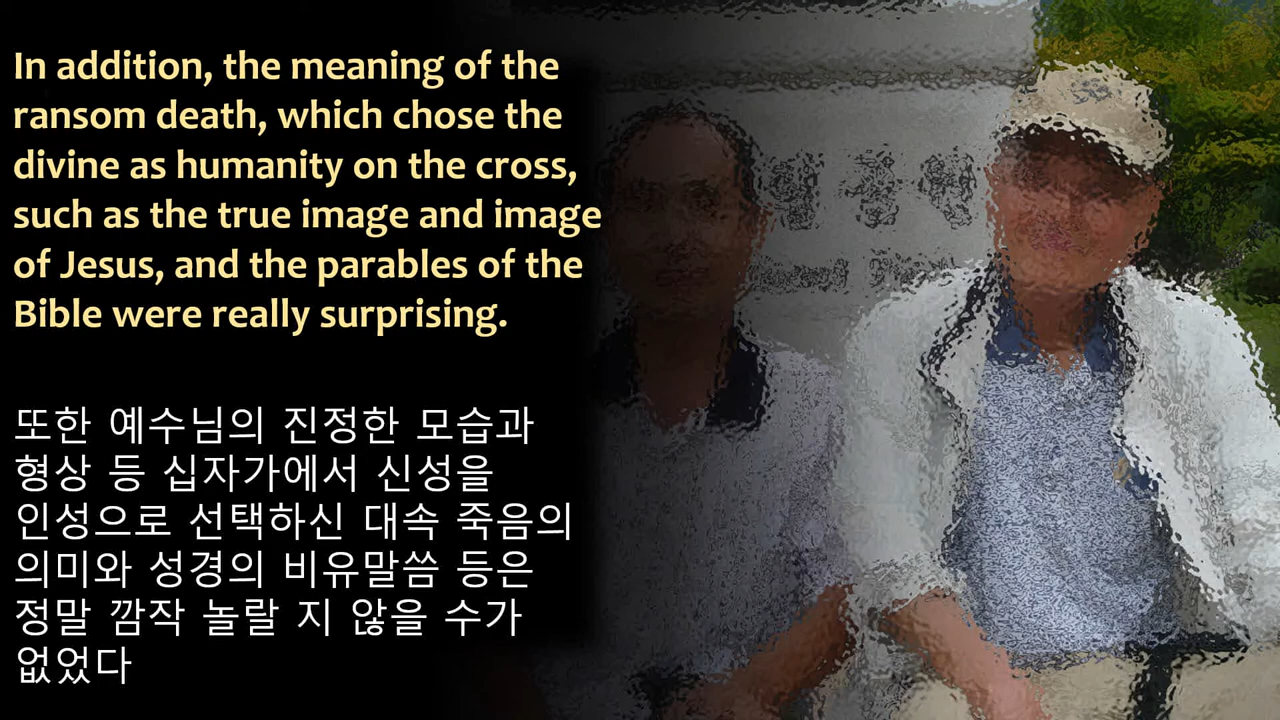 In addition, the meaning of the
ransom death, which chose the
divine as humanity on the cross,
such as the true image and image
of Jesus, and the parables of the
Bible were really surprising.
또한 예수님의 진정한 모습과
형상 등 십자가에서 신성을
인성으로 선택하신 대속 죽음의
의미와 성경의 비유말씀 등은
정말 깜작 놀랄 지 않을 수가
없었다